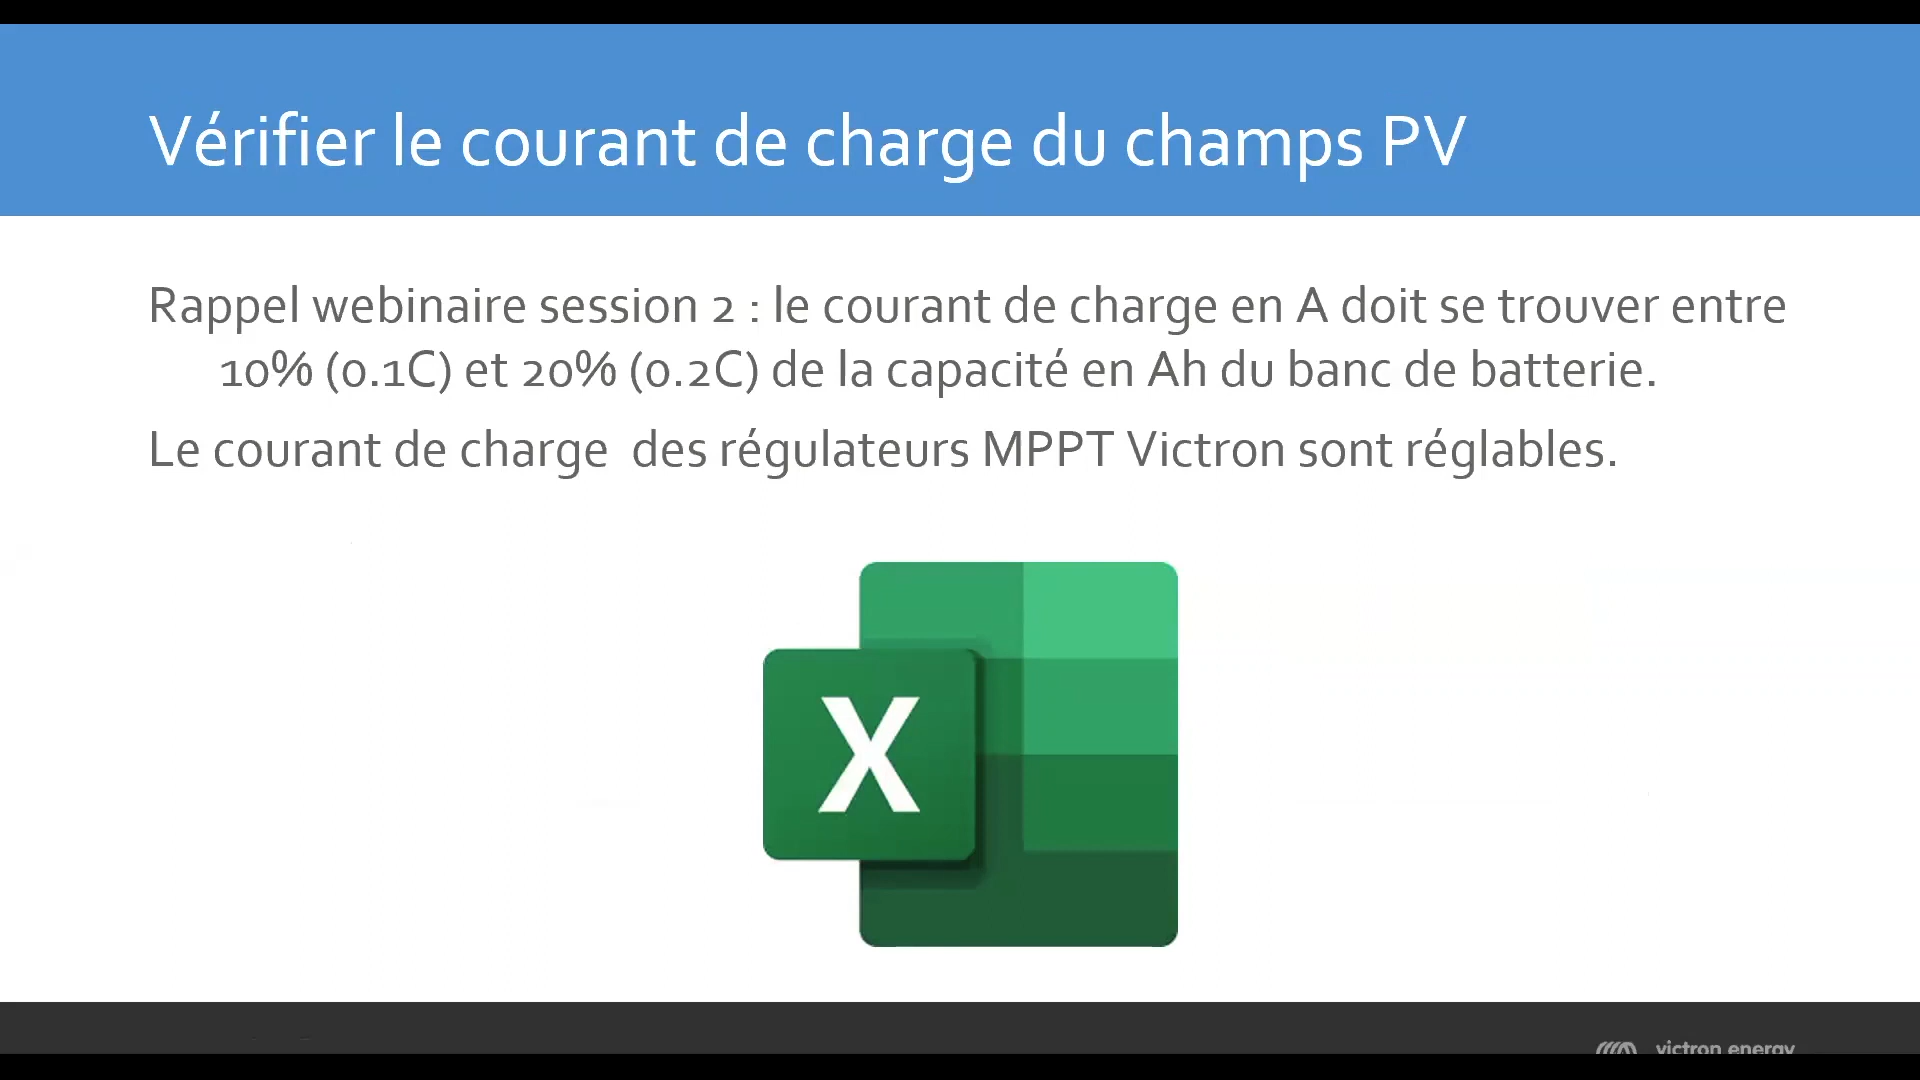 Vérifier le courant de charge du champs PV
Rappel webinaire session 2 : le courant de charge en A doit se trouver entre
10% (0.1C) et 20% (0.2C) de la capacité en Ah du banc de batterie.
Le courant de charge  des régulateurs MPPT Victron sont réglables.
X
victron energy